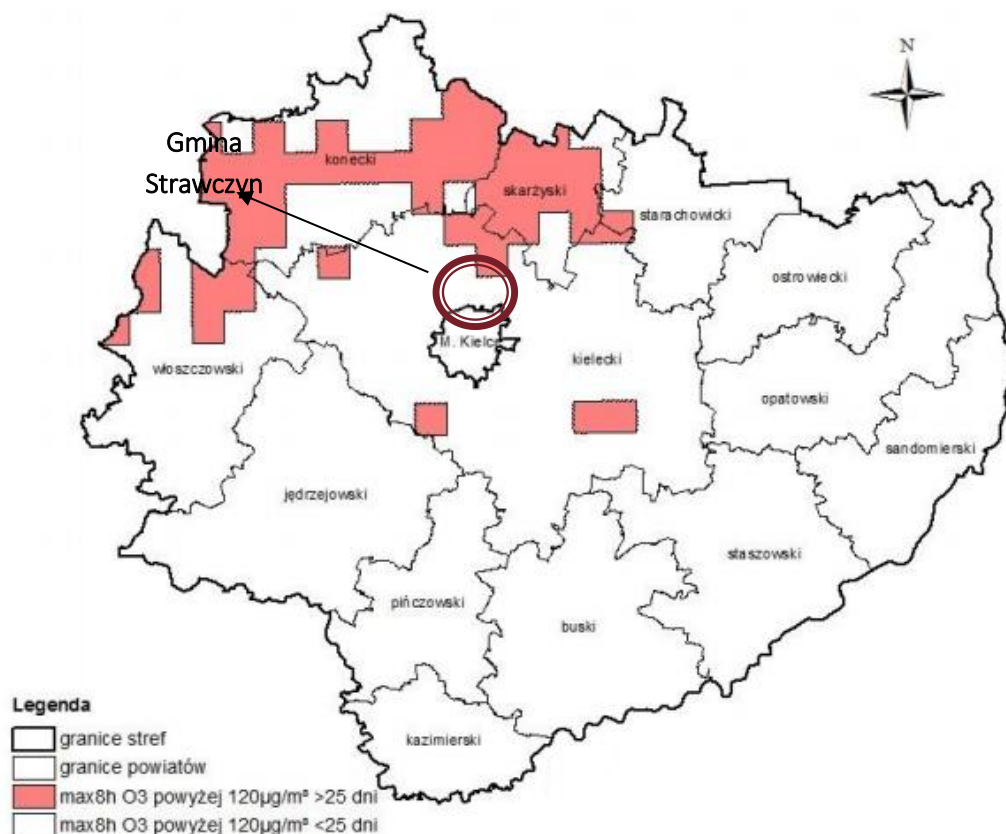 N
Gmina
Strawczyn
konecki
skarżyski
starachowicki
ostrowiecki
M. Kielce
kielecki
włoszczowski
opatowski
sandomierski
jędrzejowski
staszowski
pińczowski
buski
kazimierski
Legenda
granice stref
granice powiatów
max8h O3 powyżej 120µg/m³ >25 dni
max8h O3 powyżej 120µg/m³ <25 dni